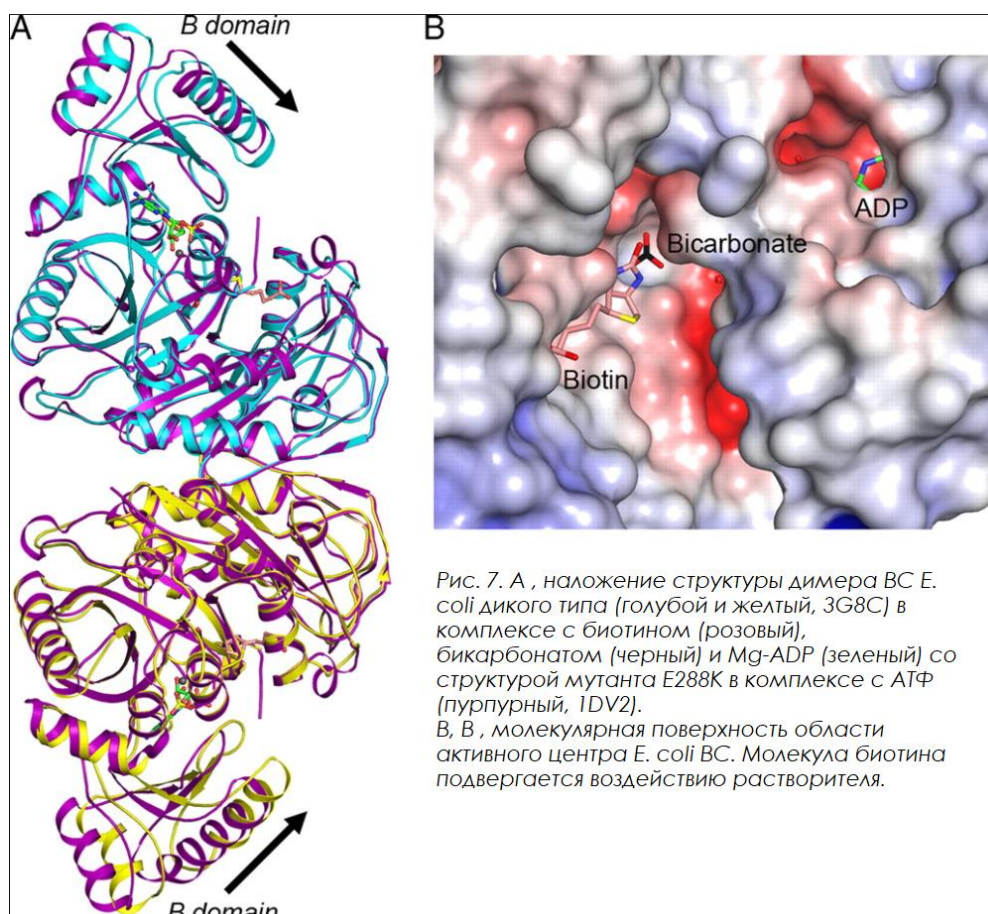 A
B domain
B
ADP
Bicarbonate
Biotin
Рис. 7. А , наложение структуры димера BC E.
coli дикого типа (голубой и желтый, 3G8C) в
комплексе с биотином (розовый),
бикарбонатом (черный) и Mg-ADP (зеленый) со
структурой мутанта E288K в комплексе с АТФ
(пурпурный, 1DV2).
B, B , молекулярная поверхность области
активного центра E. coli BC. Молекула биотина
подвергается воздействию растворителя.
B domain